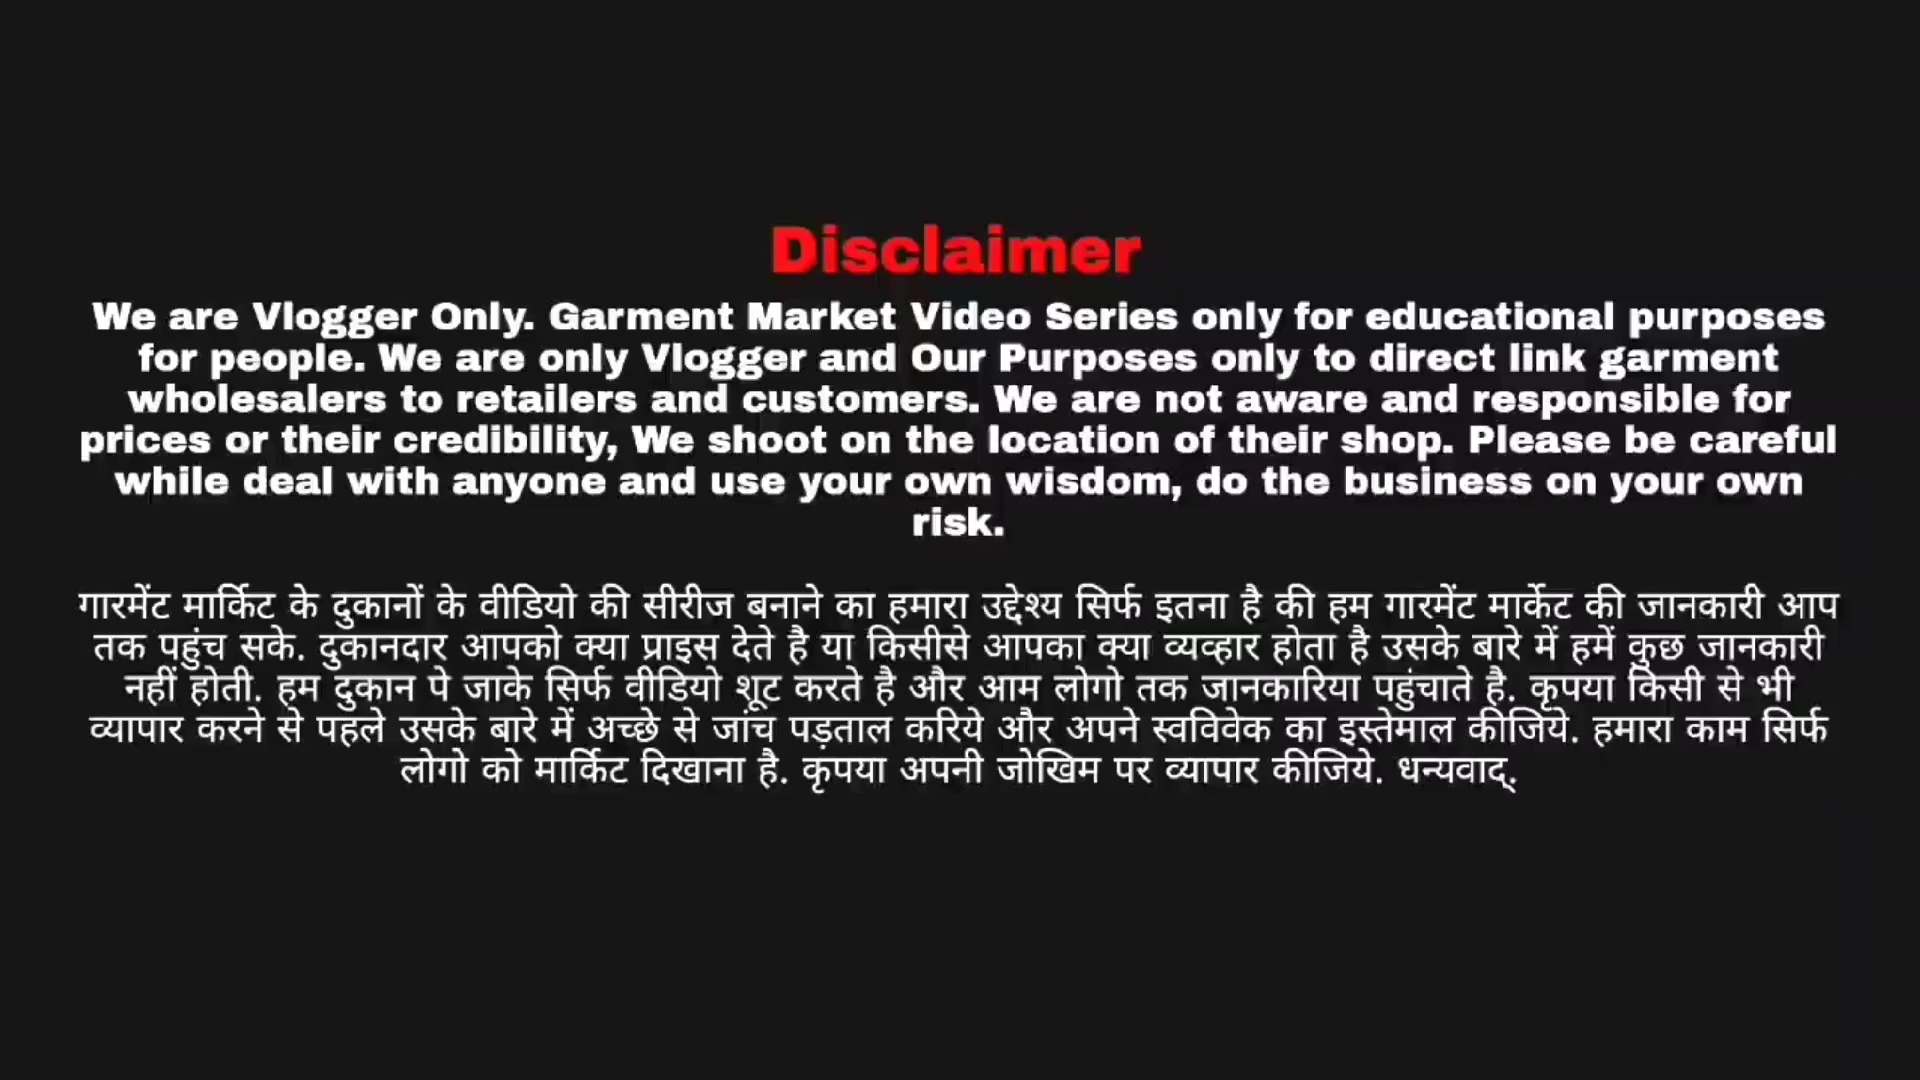 Disclaimer
We are Vlogger Only. Garment Market Video Series only for educational purposes
for people. We are only Vlogger and Our Purposes only to direct link garment
wholesalers to retailers and customers. We are not aware and responsible for
prices or their credibility, We shoot on the location of their shop. Please be careful
while deal with anyone and use your own wisdom, do the business on your own
risk.
गारमेंट मार्किट के दुकानों के वीडियो की सीरीज बनाने का हमारा उद्देश्य सिर्फ इतना है की हम गारमेंट मार्केट की जानकारी आप
तक पहुंच सके. दुकानदार आपको क्या प्राइस देते है या किसीसे आपका क्या व्यव्हार होता है उसके बारे में हमें कुछ जानकारी
नहीं होती. हम दुकान पे जाके सिर्फ वीडियो शूट करते है और आम लोगो तक जानकारिया पहुंचाते है. कृपया किसी से भी
व्यापार करने से पहले उसके बारे में अच्छे से जांच पड़ताल करिये और अपने स्वविवेक का इस्तेमाल कीजिये. हमारा काम सिर्फ
लोगो को मार्किट दिखाना है. कृपया अपनी जोखिम पर व्यापार कीजिये. धन्यवाद्.